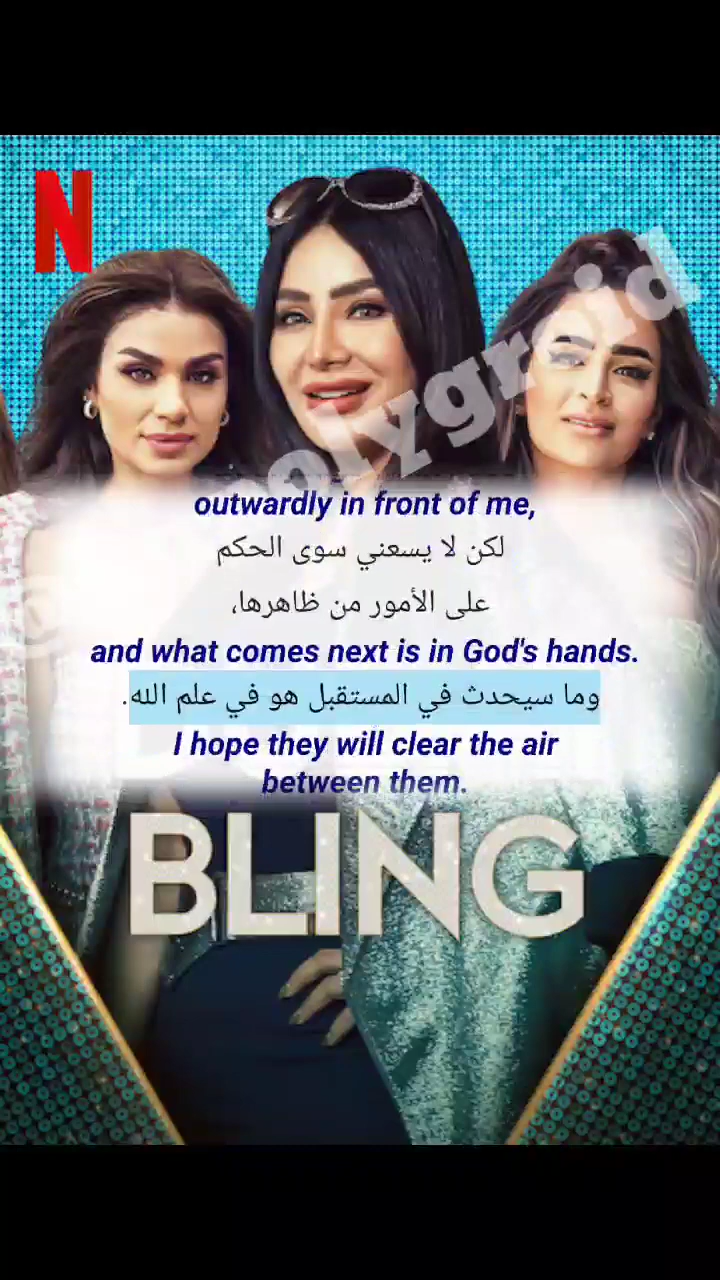 N
olygroid
outwardly in front of me,
لكن لا يسعني سوى الحكم
على الأمور من ظاهرها،
and what comes next is in God's hands.
وما سيحدث في المستقبل هو في علم الله.
I hope they will clear the air
between them.
BLING